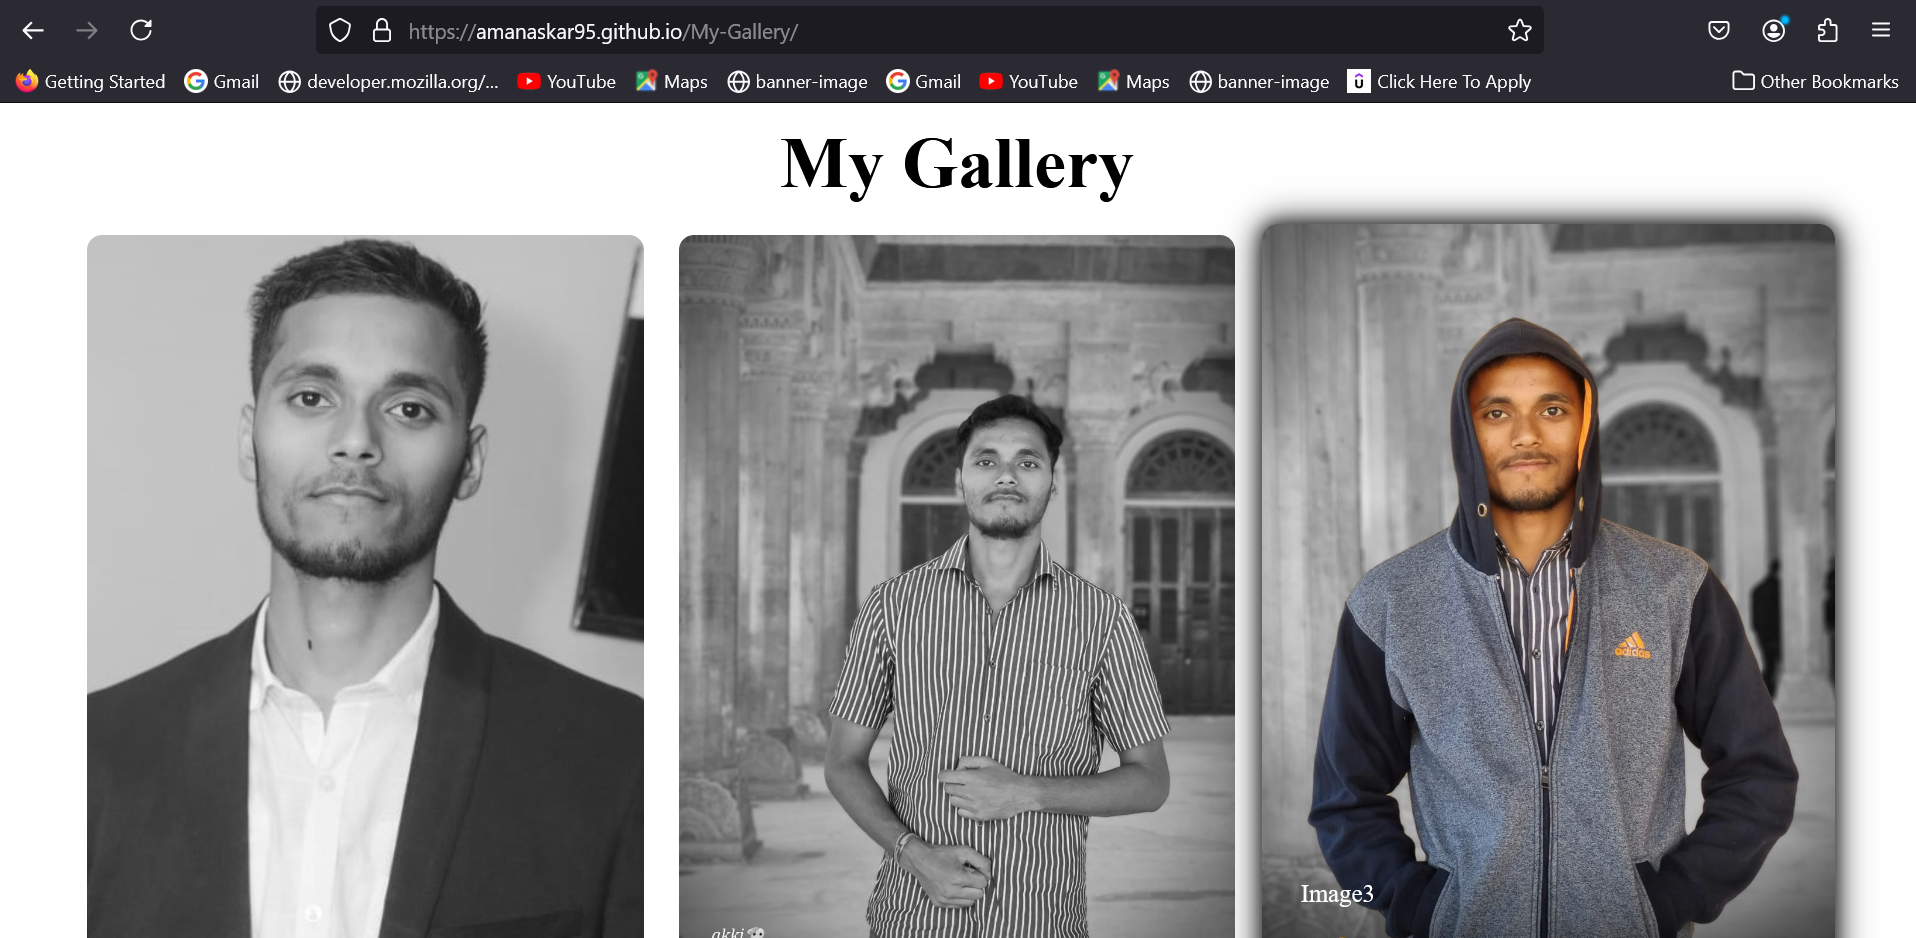 https://amanaskar95.github.io/My-Gallery/
Getting Started Gmail developer.mozilla.org/... YouTube Maps banner-image Gmail YouTube Maps banner-image Click Here To Apply Other Bookmarks
My Gallery
adidas
Image3
akki